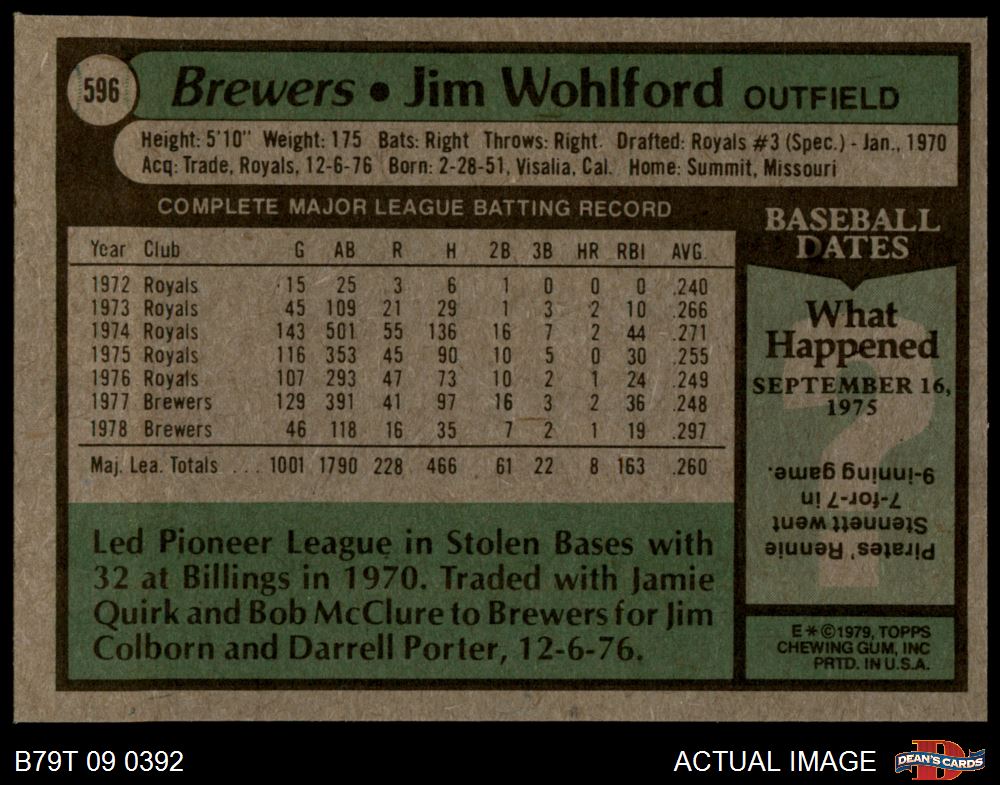 596
Brewers • Jim Wohlford OUTFIELD
Height: 5'10" Weight: 175 Bats: Right Throws: Right. Drafted: Royals #3 (Spec.) - Jan., 1970
Acq: Trade, Royals, 12-6-76 Born: 2-28-51, Visalia, Cal. Home: Summit, Missouri
COMPLETE MAJOR LEAGUE BATTING RECORD
Year Club G AB R H 2B 3B HR RBI AVG.
1972 Royals 15 25 3 6 1 0 0 0 .240
1973 Royals 45 109 21 29 1 3 2 10 .266
1974 Royals 143 501 55 136 16 7 2 44 .271
1975 Royals 116 353 45 90 10 5 0 30 .255
1976 Royals 107 293 47 73 10 2 1 24 .249
1977 Brewers 129 391 41 97 16 3 2 36 .248
1978 Brewers 46 118 16 35 7 2 1 19 .297
Maj. Lea. Totals ... 1001 1790 228 466 61 22 8 163 .260
Led Pioneer League in Stolen Bases with
32 at Billings in 1970. Traded with Jamie
Quirk and Bob McClure to Brewers for Jim
Colborn and Darrell Porter, 12-6-76.
BASEBALL
DATES
What
Happened
SEPTEMBER 16,
1975
Pirates' Rennie
Stennett went
7-for-7 in
9-inning game.
E*©1979, TOPPS
CHEWING GUM, INC
PRTD. IN U.S.A.
B79T 09 0392
ACTUAL IMAGE
DEAN'S CARDS